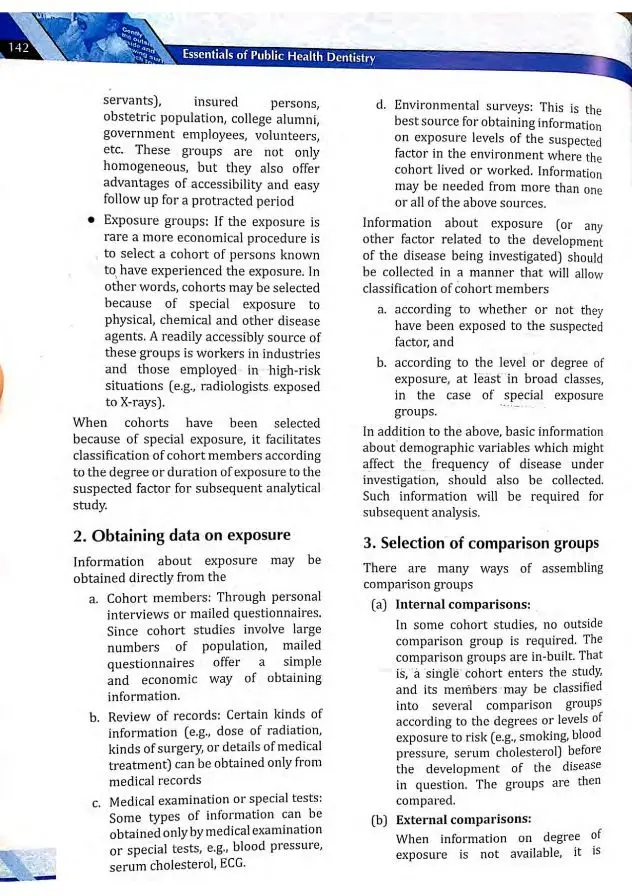 142
Essentials of Public Health Dentistry
servants), insured persons,
obstetric population, college alumni,
government employees, volunteers,
etc. These groups are not only
homogeneous, but they also offer
advantages of accessibility and easy
follow up for a protracted period
• Exposure groups: If the exposure is
rare a more economical procedure is
to select a cohort of persons known
to have experienced the exposure. In
other words, cohorts may be selected
because of special exposure to
physical, chemical and other disease
agents. A readily accessibly source of
these groups is workers in industries
and those employed in high-risk
situations (e.g., radiologists exposed
to X-rays).
When cohorts have been selected
because of special exposure, it facilitates
classification of cohort members according
to the degree or duration of exposure to the
suspected factor for subsequent analytical
study.
2. Obtaining data on exposure
Information about exposure may be
obtained directly from the
a. Cohort members: Through personal
interviews or mailed questionnaires.
Since cohort studies involve large
numbers of population, mailed
questionnaires offer a simple
and economic way of obtaining
information.
b. Review of records: Certain kinds of
information (e.g., dose of radiation,
kinds of surgery, or details of medical
treatment) can be obtained only from
medical records
c. Medical examination or special tests:
Some types of information can be
obtained only by medical examination
or special tests, e.g., blood pressure,
serum cholesterol, ECG.
d. Environmental surveys: This is the
best source for obtaining information
on exposure levels of the suspected
factor in the environment where the
cohort lived or worked. Information
may be needed from more than one
or all of the above sources.
Information about exposure (or any
other factor related to the development
of the disease being investigated) should
be collected in a manner that will allow
classification of cohort members
a. according to whether or not they
have been exposed to the suspected
factor, and
b. according to the level or degree of
exposure, at least in broad classes,
in the case of special exposure
groups.
In addition to the above, basic information
about demographic variables which might
affect the frequency of disease under
investigation, should also be collected.
Such information will be required for
subsequent analysis.
3. Selection of comparison groups
There are many ways of assembling
comparison groups
(a) Internal comparisons:
In some cohort studies, no outside
comparison group is required. The
comparison groups are in-built. That
is, a single cohort enters the study,
and its members may be classified
into several comparison groups
according to the degrees or levels of
exposure to risk (e.g., smoking, blood
pressure, serum cholesterol) before
the development of the disease
in question. The groups are then
compared.
(b) External comparisons:
When information on degree of
exposure is not available, it is